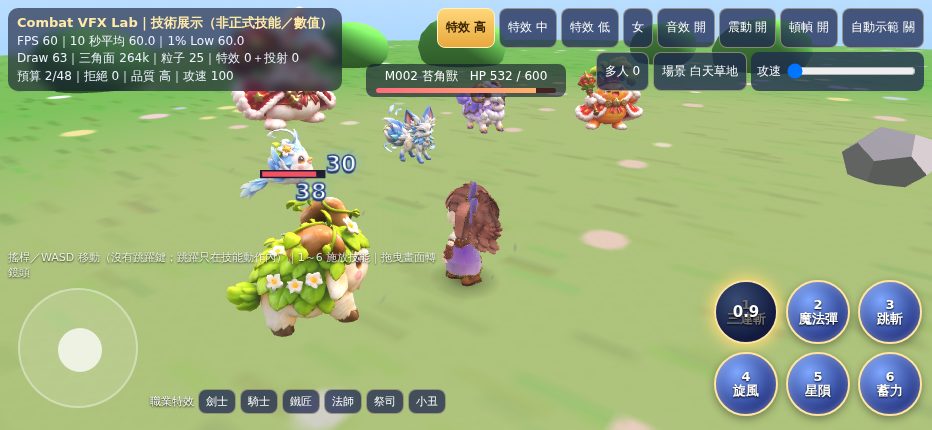 Combat VFX Lab｜技術展示（非正式技能／數值）
FPS 60｜10 秒平均 60.0｜1% Low 60.0
Draw 63｜三角面 264k｜粒子 25｜特效 0＋投射 0
預算 2/48｜拒絕 0｜品質 高｜攻速 100
特效 高
特效 中
特效 低
女
音效 開
震動 開
頓幀 開
自動示範 關
M002 苔角獸 HP 532 / 600
多人 0
場景 白天草地
攻速
30
38
搖桿／WASD 移動（沒有跳躍鍵；跳躍只在技能動作內）｜1～6 施放技能｜拖曳畫面轉
鏡頭
1
三連斬
0.9
2
魔法彈
3
跳斬
4
旋風
5
星隕
6
蓄力
職業特效
劍士
騎士
鐵匠
法師
祭司
小丑